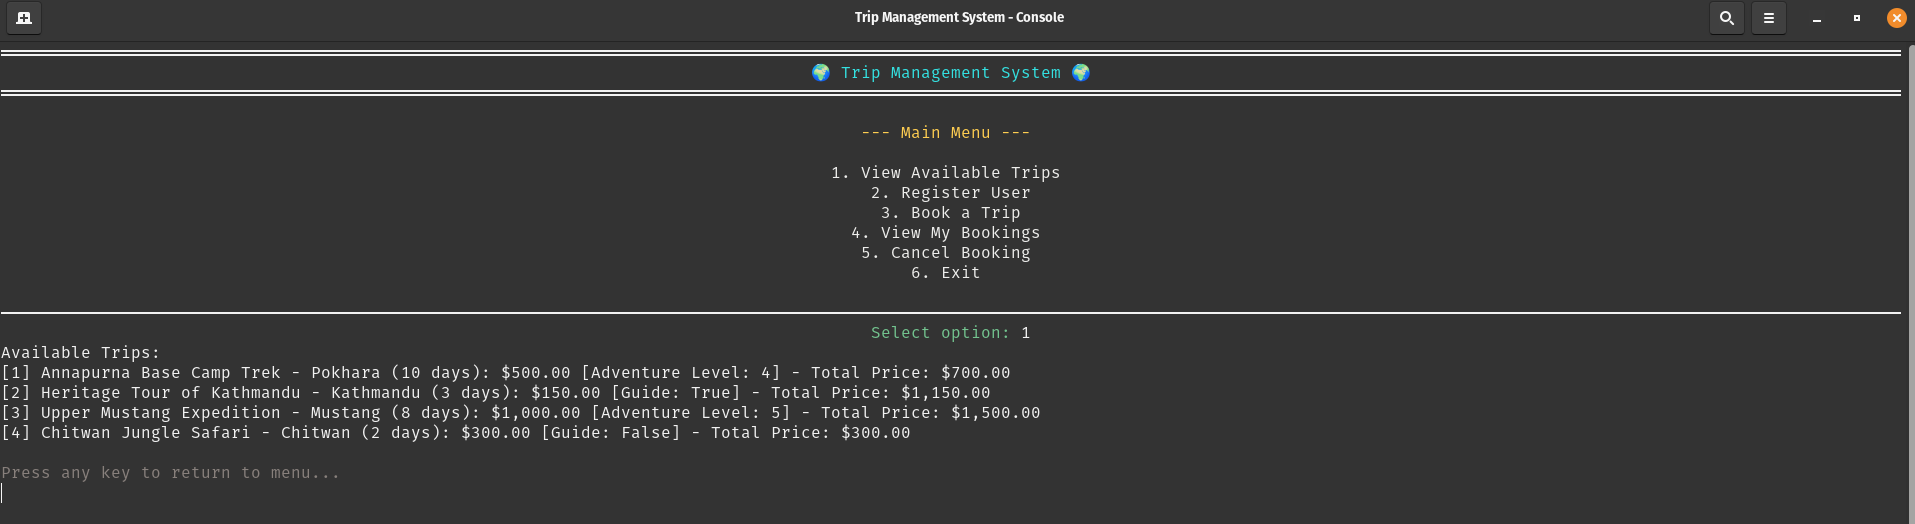 Trip Management System - Console
🌍 Trip Management System 🌍
--- Main Menu ---
1. View Available Trips
2. Register User
3. Book a Trip
4. View My Bookings
5. Cancel Booking
6. Exit
Select option: 1
Available Trips:
[1] Annapurna Base Camp Trek - Pokhara (10 days): $500.00 [Adventure Level: 4] - Total Price: $700.00
[2] Heritage Tour of Kathmandu - Kathmandu (3 days): $150.00 [Guide: True] - Total Price: $1,150.00
[3] Upper Mustang Expedition - Mustang (8 days): $1,000.00 [Adventure Level: 5] - Total Price: $1,500.00
[4] Chitwan Jungle Safari - Chitwan (2 days): $300.00 [Guide: False] - Total Price: $300.00
Press any key to return to menu...